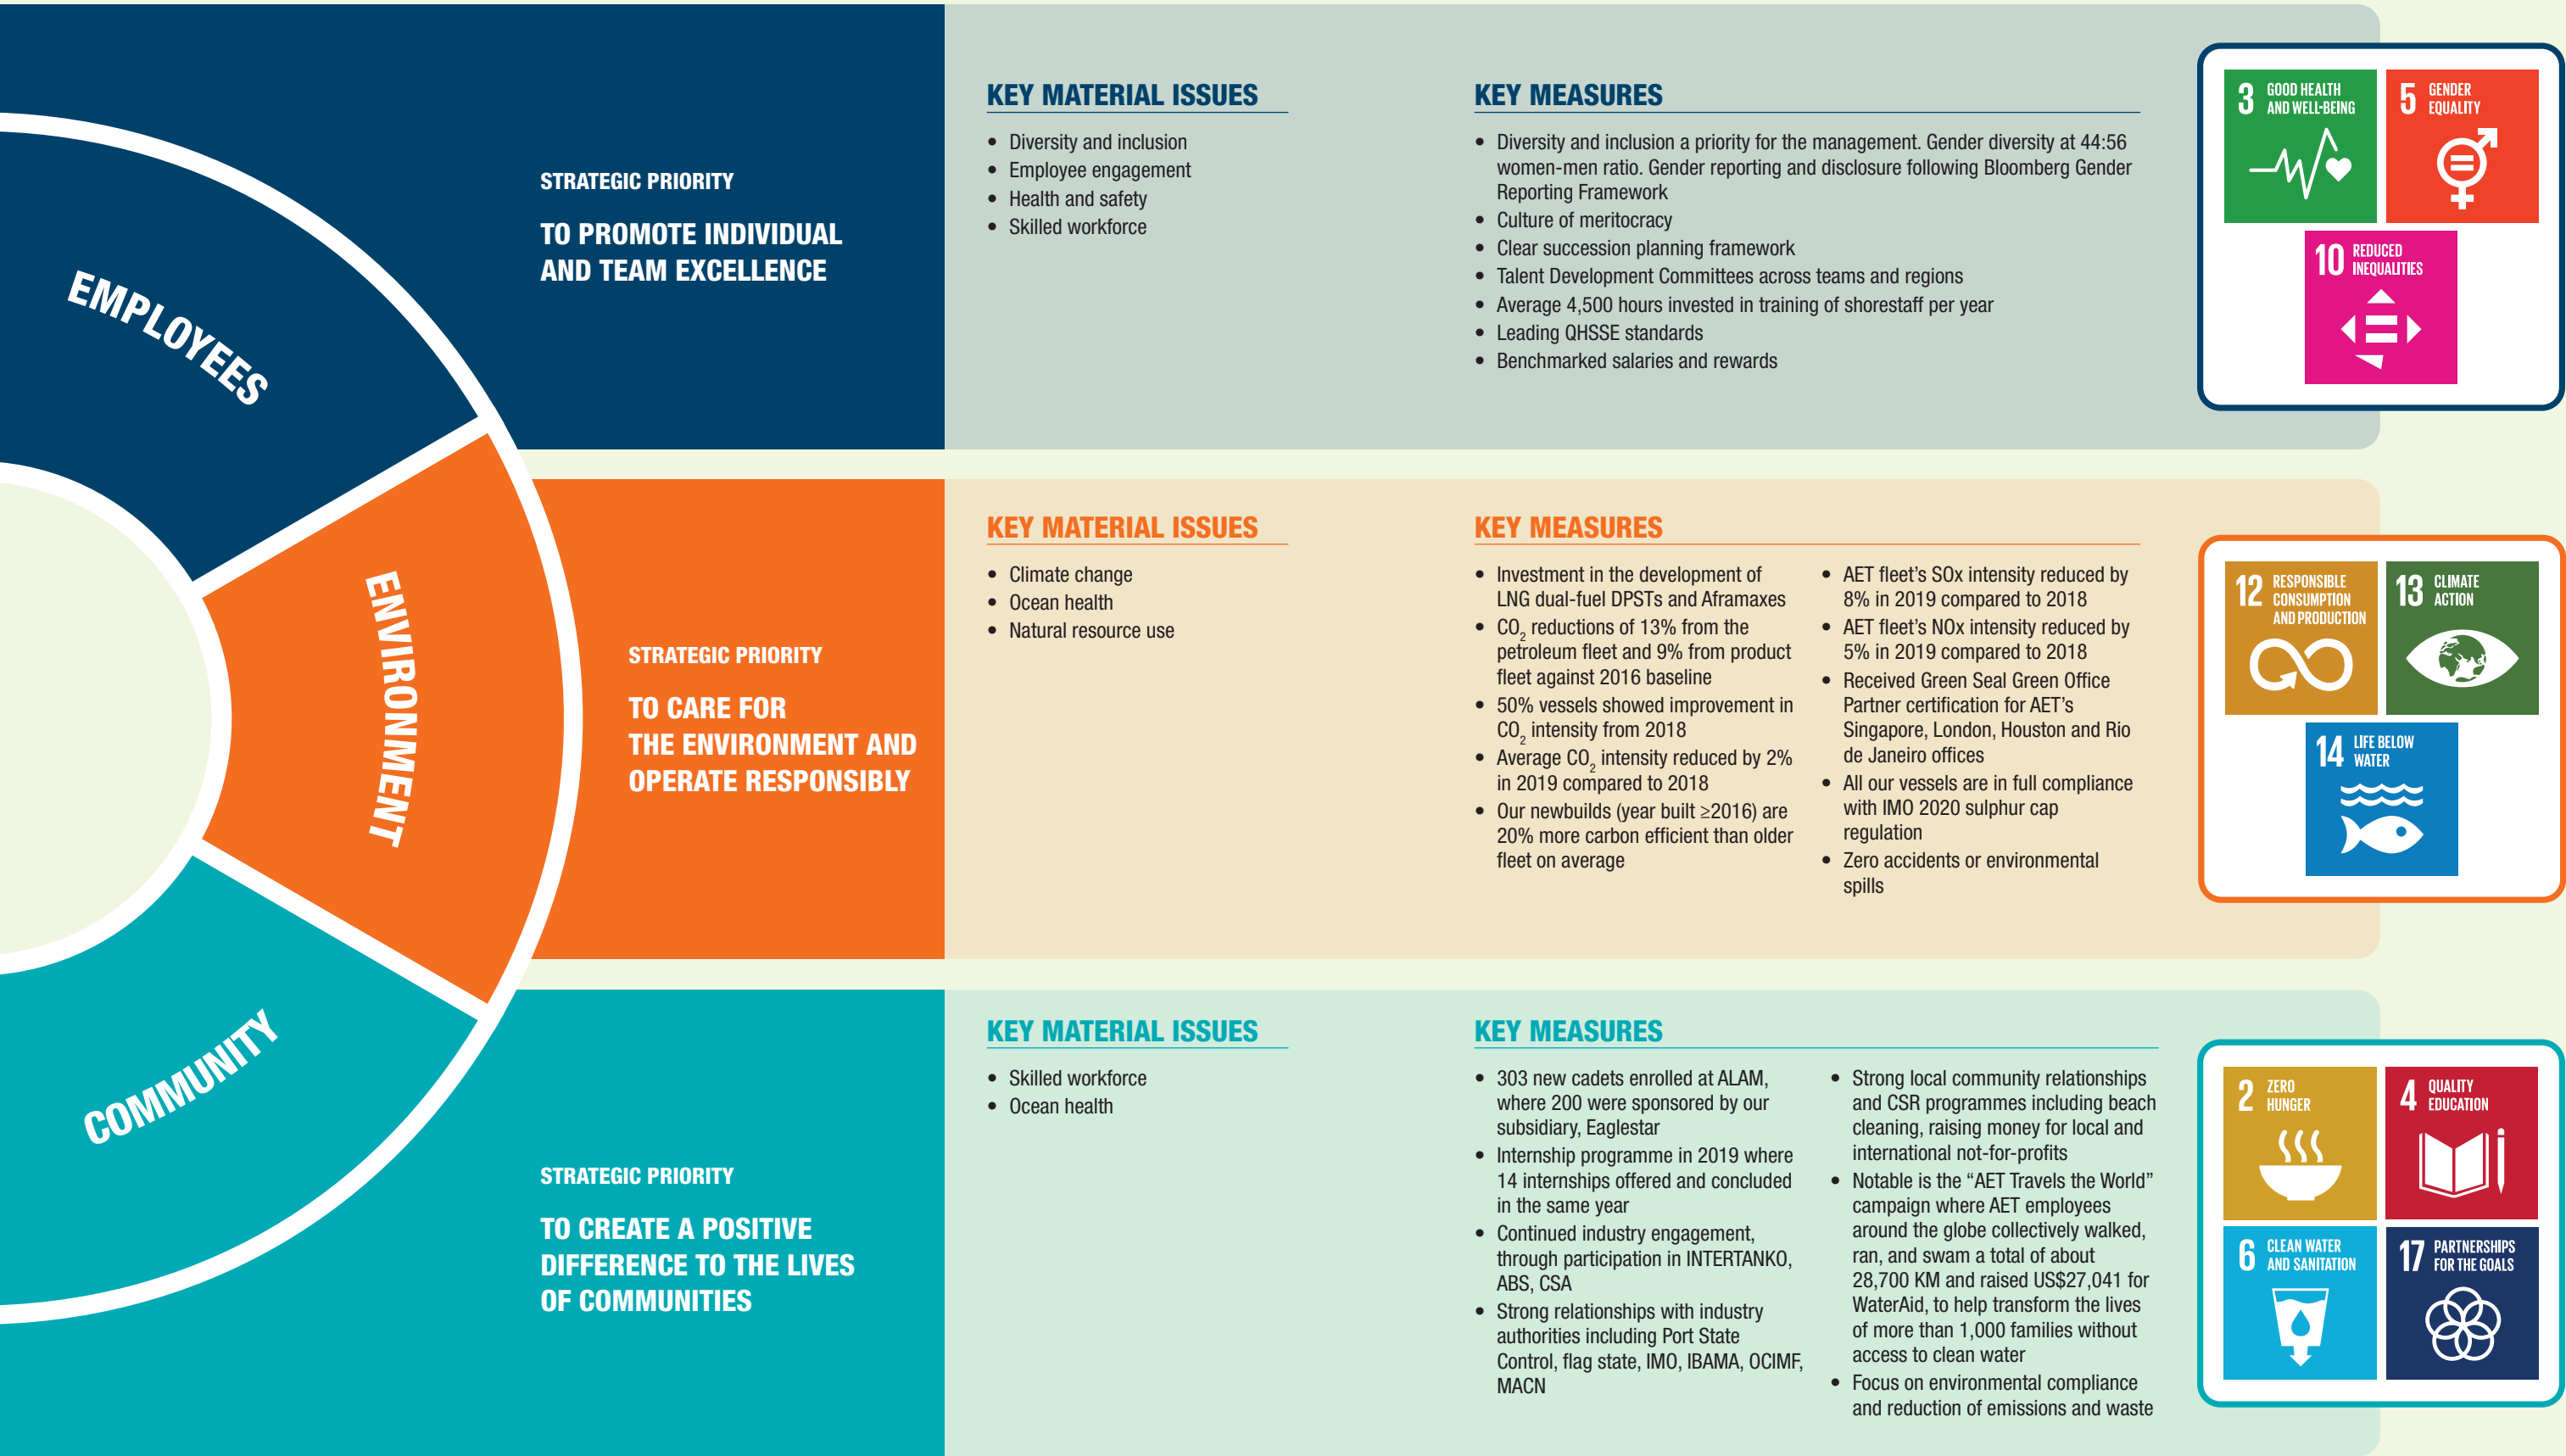 EMPLOYEES
STRATEGIC PRIORITY
TO PROMOTE INDIVIDUAL
AND TEAM EXCELLENCE
KEY MATERIAL ISSUES
• Diversity and inclusion
• Employee engagement
• Health and safety
• Skilled workforce
KEY MEASURES
• Diversity and inclusion a priority for the management. Gender diversity at 44:56
women-men ratio. Gender reporting and disclosure following Bloomberg Gender
Reporting Framework
• Culture of meritocracy
• Clear succession planning framework
• Talent Development Committees across teams and regions
• Average 4,500 hours invested in training of shorestaff per year
• Leading QHSSE standards
• Benchmarked salaries and rewards
3 GOOD HEALTH
AND WELL-BEING
5 GENDER
EQUALITY
10 REDUCED
INEQUALITIES
ENVIRONMENT
STRATEGIC PRIORITY
TO CARE FOR
THE ENVIRONMENT AND
OPERATE RESPONSIBLY
KEY MATERIAL ISSUES
• Climate change
• Ocean health
• Natural resource use
KEY MEASURES
• Investment in the development of
LNG dual-fuel DPSTs and Aframaxes
• CO₂ reductions of 13% from the
petroleum fleet and 9% from product
fleet against 2016 baseline
• 50% vessels showed improvement in
CO₂ intensity from 2018
• Average CO₂ intensity reduced by 2%
in 2019 compared to 2018
• Our newbuilds (year built ≥2016) are
20% more carbon efficient than older
fleet on average
• AET fleet's SOx intensity reduced by
8% in 2019 compared to 2018
• AET fleet's NOx intensity reduced by
5% in 2019 compared to 2018
• Received Green Seal Green Office
Partner certification for AET's
Singapore, London, Houston and Rio
de Janeiro offices
• All our vessels are in full compliance
with IMO 2020 sulphur cap
regulation
• Zero accidents or environmental
spills
12 RESPONSIBLE
CONSUMPTION
AND PRODUCTION
13 CLIMATE
ACTION
14 LIFE BELOW
WATER
COMMUNITY
STRATEGIC PRIORITY
TO CREATE A POSITIVE
DIFFERENCE TO THE LIVES
OF COMMUNITIES
KEY MATERIAL ISSUES
• Skilled workforce
• Ocean health
KEY MEASURES
• 303 new cadets enrolled at ALAM,
where 200 were sponsored by our
subsidiary, Eaglestar
• Internship programme in 2019 where
14 internships offered and concluded
in the same year
• Continued industry engagement,
through participation in INTERTANKO,
ABS, CSA
• Strong relationships with industry
authorities including Port State
Control, flag state, IMO, IBAMA, OCIMF,
MACN
• Strong local community relationships
and CSR programmes including beach
cleaning, raising money for local and
international not-for-profits
• Notable is the “AET Travels the World”
campaign where AET employees
around the globe collectively walked,
ran, and swam a total of about
28,700 KM and raised US$27,041 for
WaterAid, to help transform the lives
of more than 1,000 families without
access to clean water
• Focus on environmental compliance
and reduction of emissions and waste
2 ZERO
HUNGER
4 QUALITY
EDUCATION
6 CLEAN WATER
AND SANITATION
17 PARTNERSHIPS
FOR THE GOALS